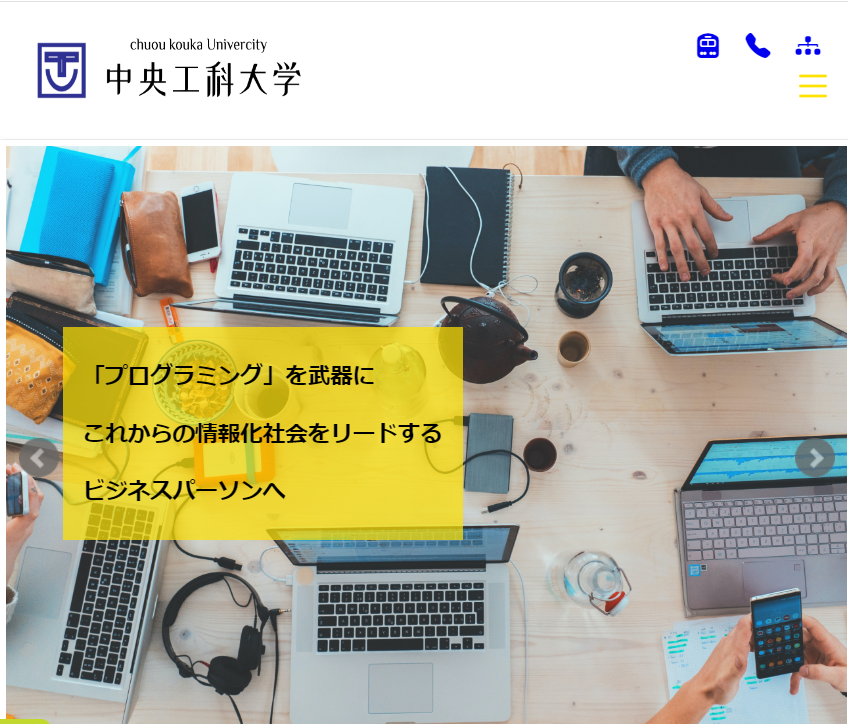 chuou kouka Univercity
中央工科大学
「プログラミング」を武器に
これからの情報化社会をリードする
ビジネスパーソンへ